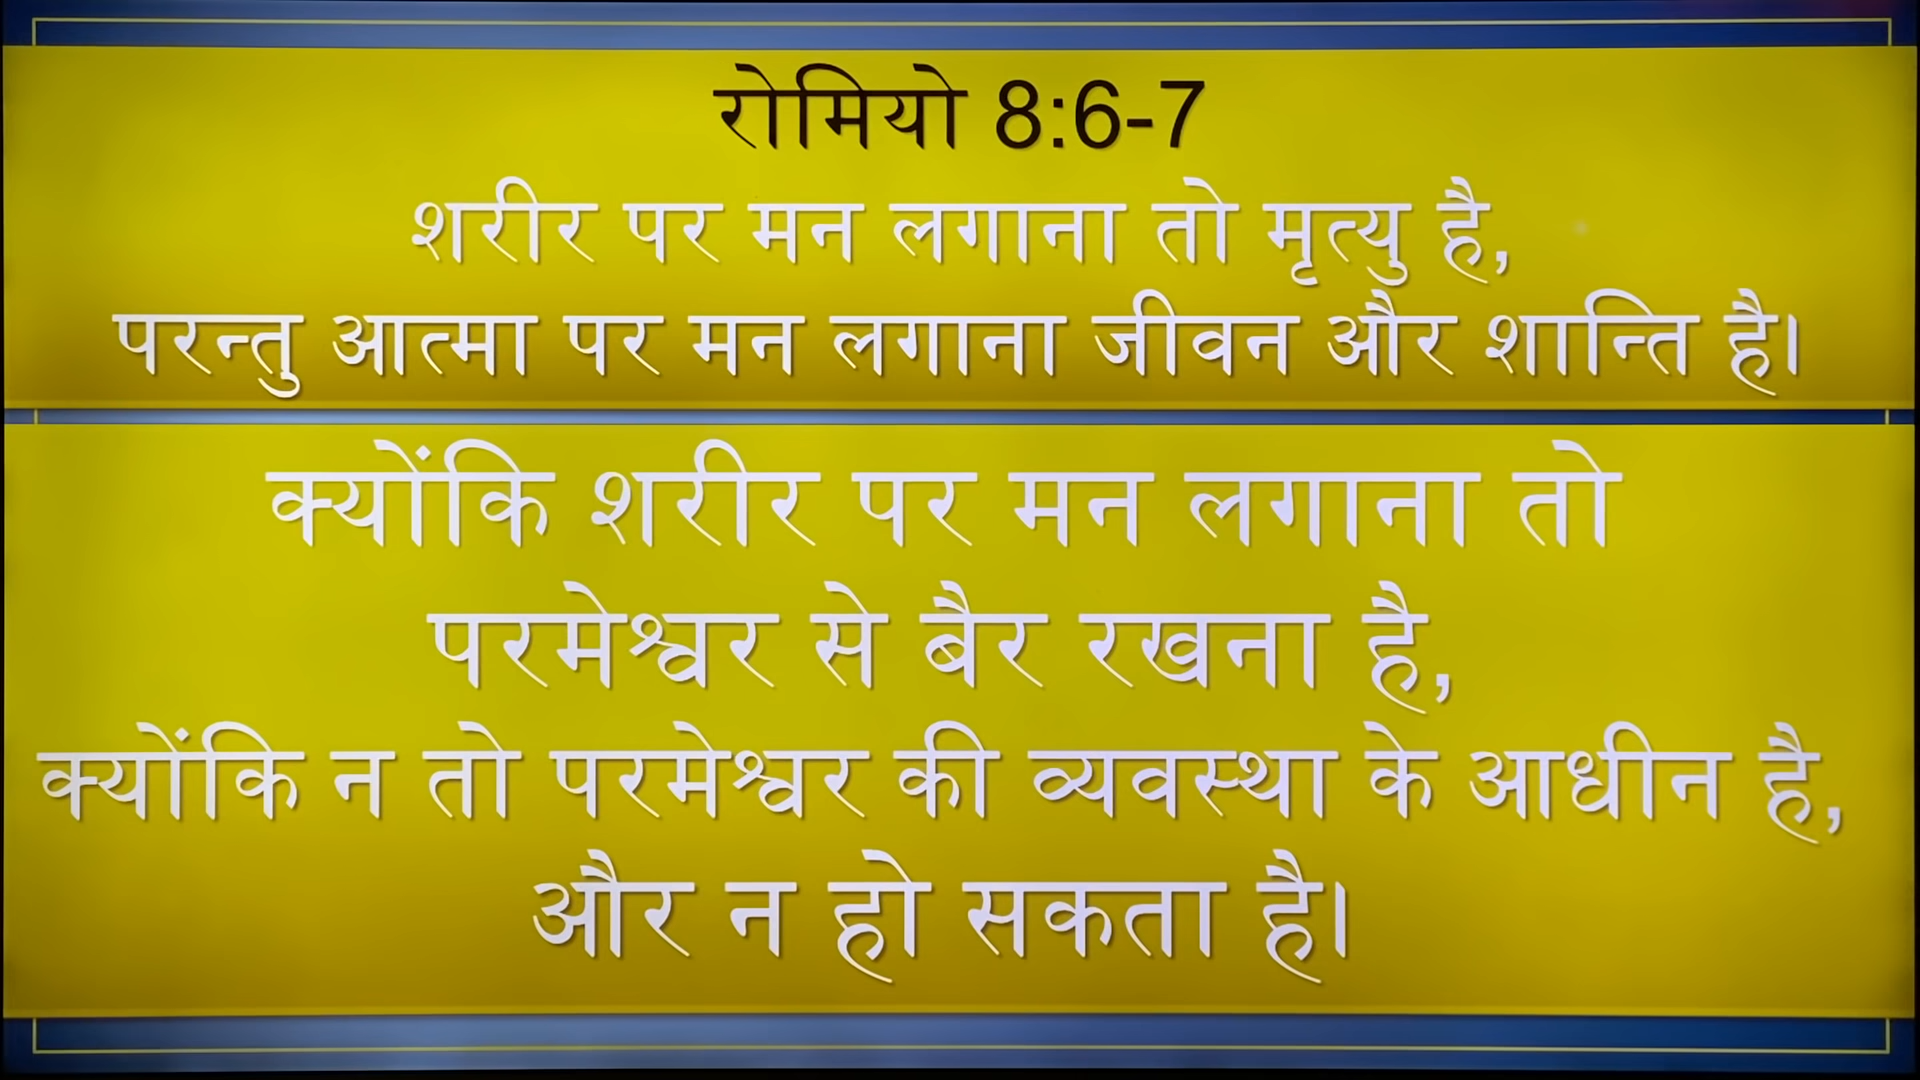 रोमियो 8:6-7
शरीर पर मन लगाना तो मृत्यु है,
परन्तु आत्मा पर मन लगाना जीवन और शान्ति है।
क्योंकि शरीर पर मन लगाना तो
परमेश्वर से बैर रखना है,
क्योंकि न तो परमेश्वर की व्यवस्था के आधीन है,
और न हो सकता है।